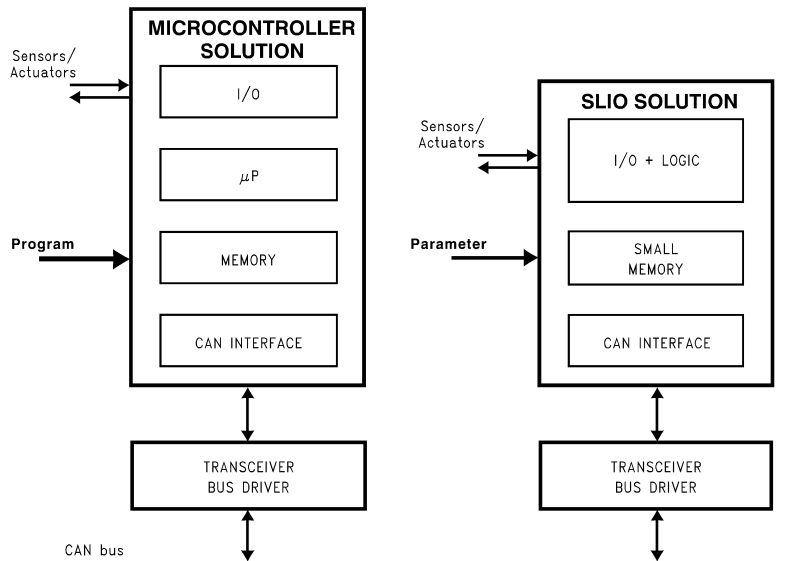 MICROCONTROLLER
SOLUTION
Sensors/
Actuators
I/O
μP
Program
MEMORY
CAN INTERFACE
TRANSCEIVER
BUS DRIVER
CAN bus
SLIO SOLUTION
Sensors/
Actuators
I/O + LOGIC
Parameter
SMALL
MEMORY
CAN INTERFACE
TRANSCEIVER
BUS DRIVER